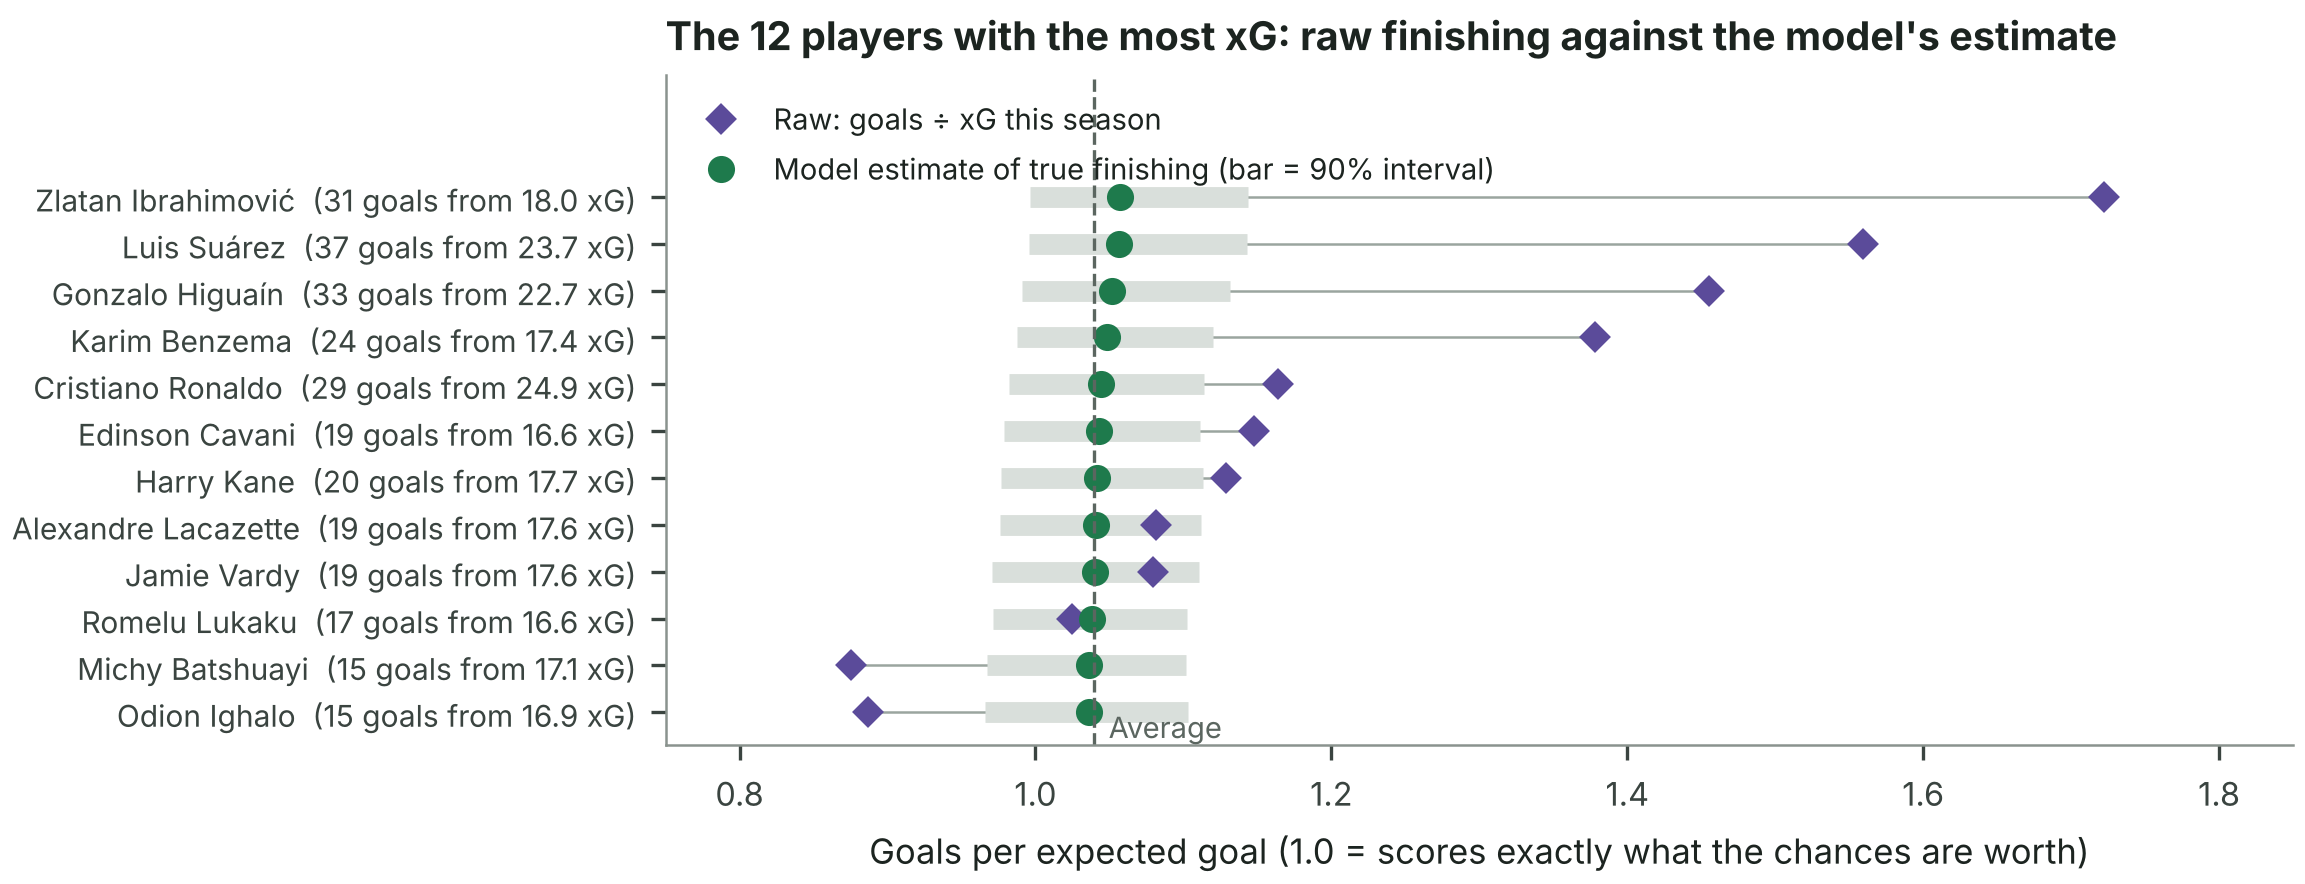 The 12 players with the most xG: raw finishing against the model's estimate
Raw: goals ÷ xG this season
Model estimate of true finishing (bar = 90% interval)
Zlatan Ibrahimović (31 goals from 18.0 xG)
Luis Suárez (37 goals from 23.7 xG)
Gonzalo Higuaín (33 goals from 22.7 xG)
Karim Benzema (24 goals from 17.4 xG)
Cristiano Ronaldo (29 goals from 24.9 xG)
Edinson Cavani (19 goals from 16.6 xG)
Harry Kane (20 goals from 17.7 xG)
Alexandre Lacazette (19 goals from 17.6 xG)
Jamie Vardy (19 goals from 17.6 xG)
Romelu Lukaku (17 goals from 16.6 xG)
Michy Batshuayi (15 goals from 17.1 xG)
Odion Ighalo (15 goals from 16.9 xG)
Average
0.8 1.0 1.2 1.4 1.6 1.8
Goals per expected goal (1.0 = scores exactly what the chances are worth)